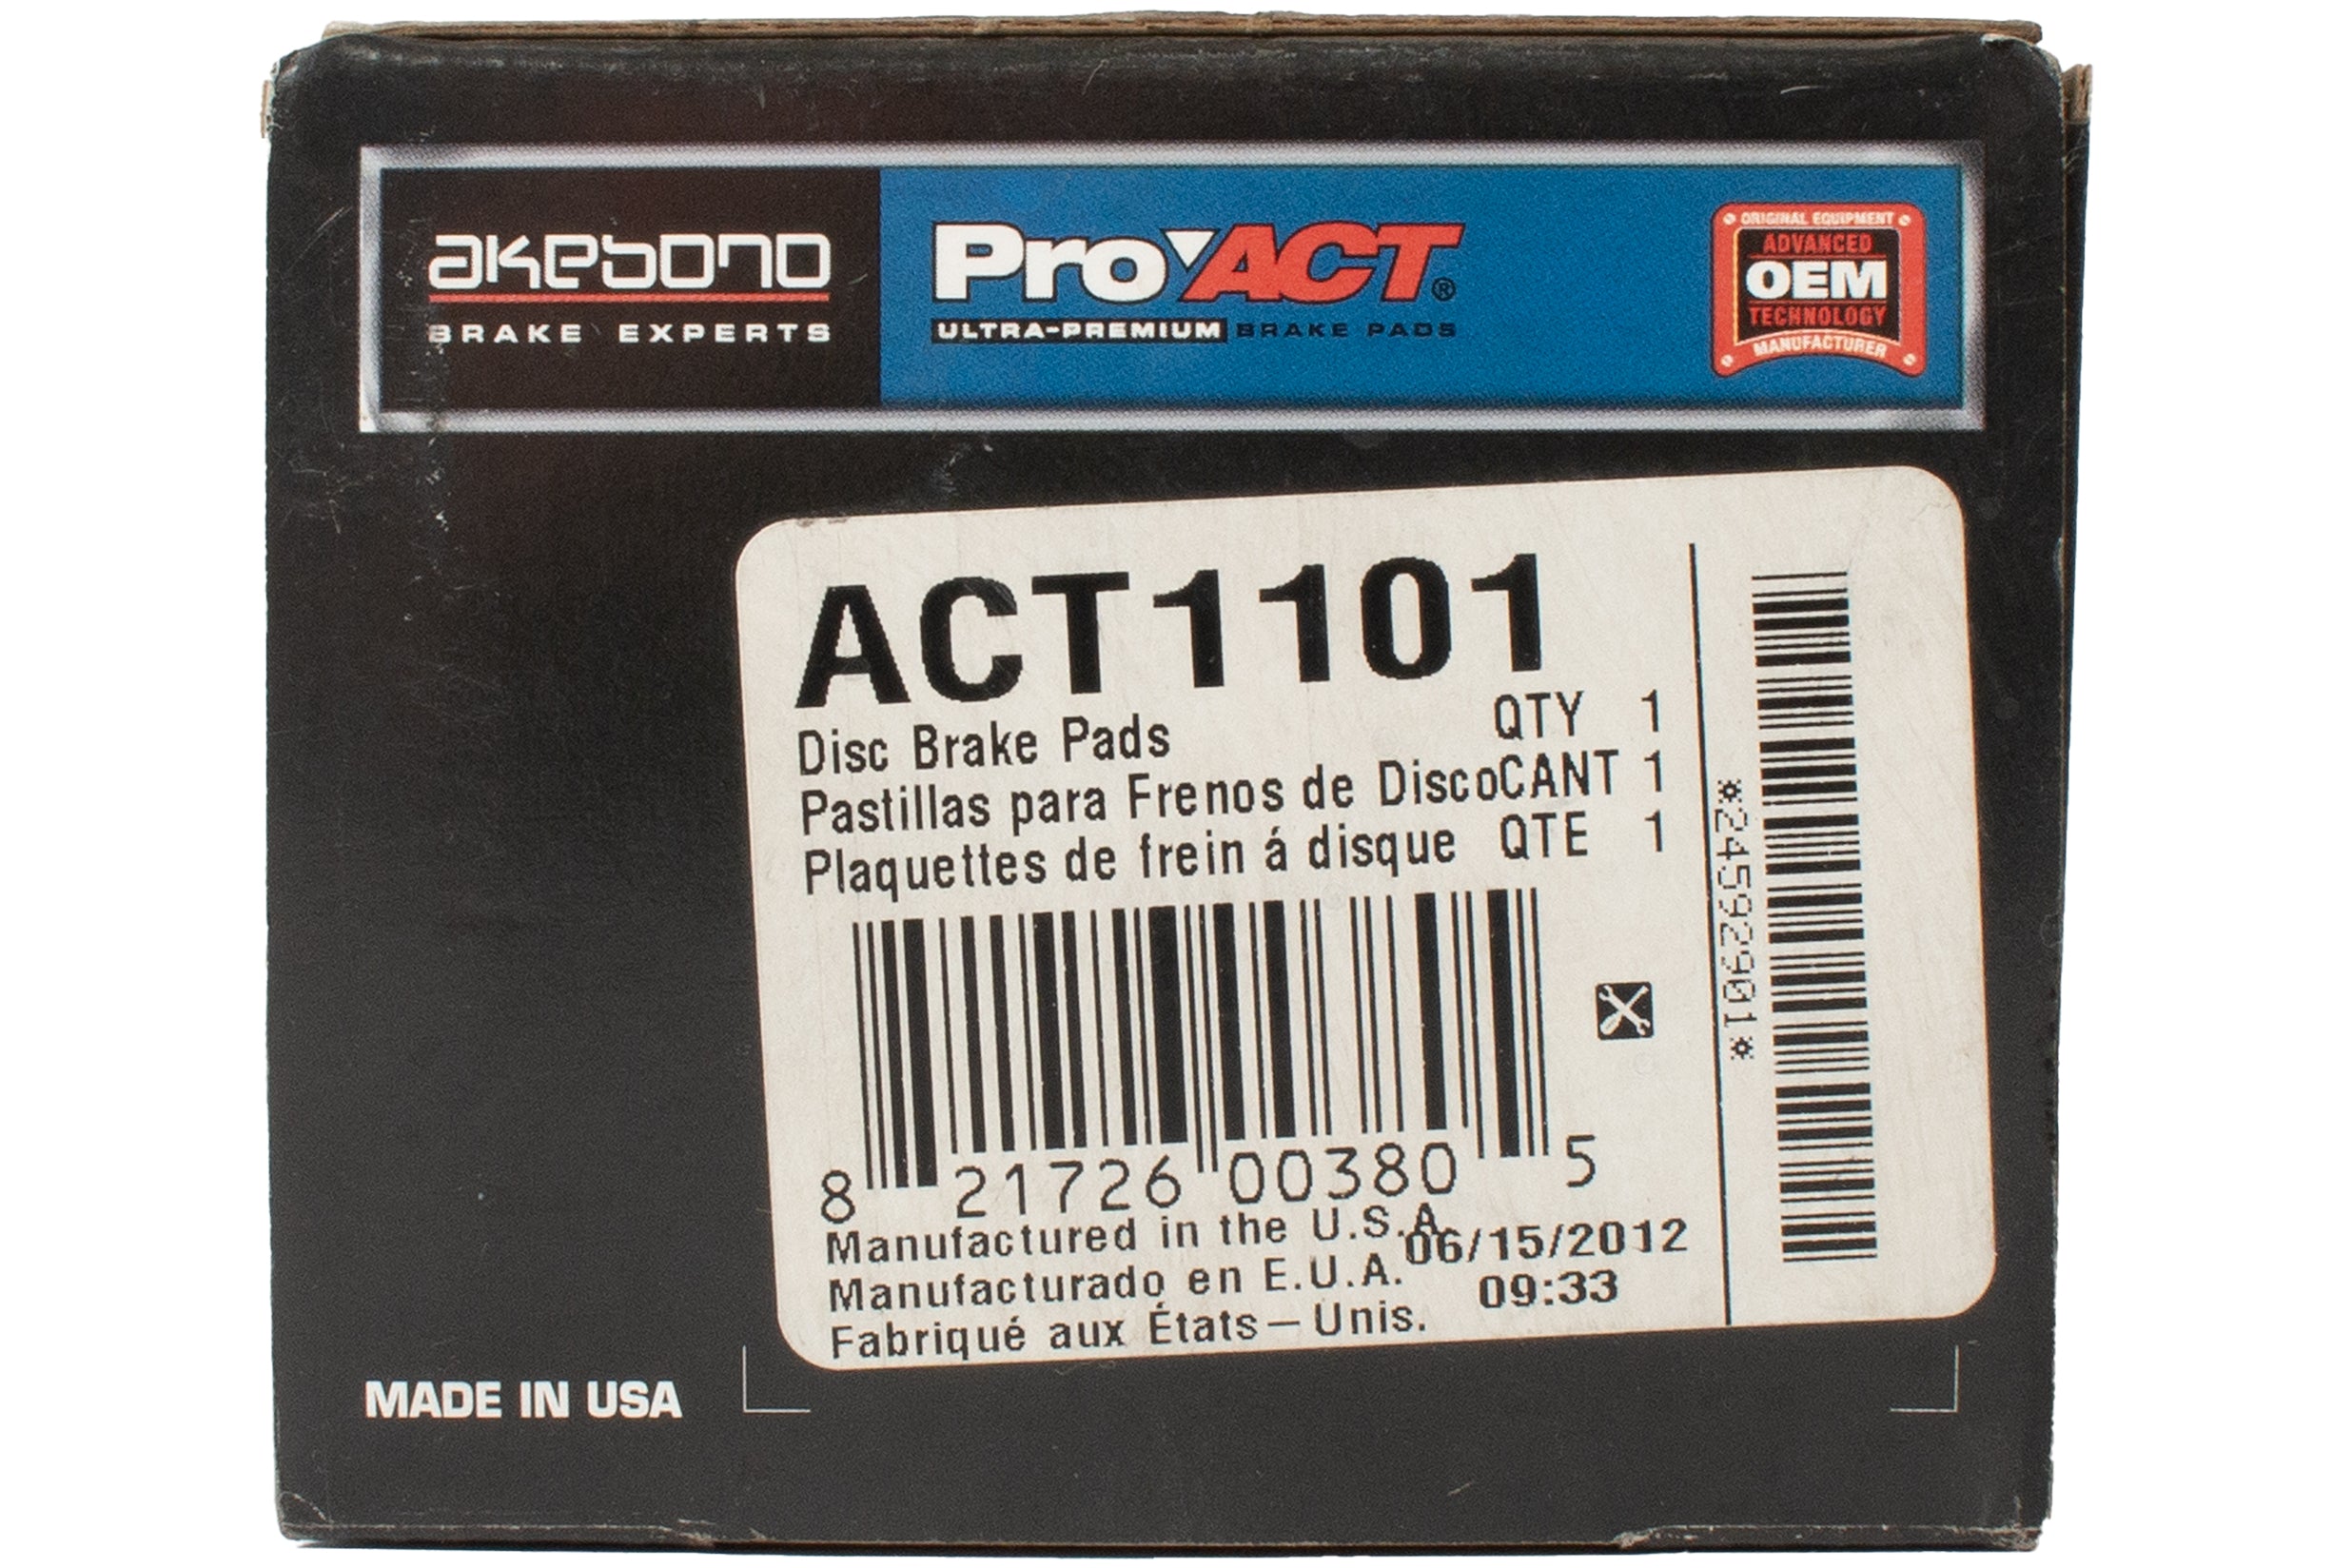 akebono
BRAKE EXPERTS
ProACT®
ULTRA-PREMIUM BRAKE PADS
ORIGINAL EQUIPMENT
ADVANCED
OEM
TECHNOLOGY
MANUFACTURER
ACT1101
Disc Brake Pads QTY 1
Pastillas para Frenos de Disco CANT 1
Plaquettes de frein á disque QTE 1
*24592901*
8 21726 00380 5
Manufactured in the U.S.A.
06/15/2012
Manufacturado en E.U.A.
09:33
Fabriqué aux États-Unis.
MADE IN USA